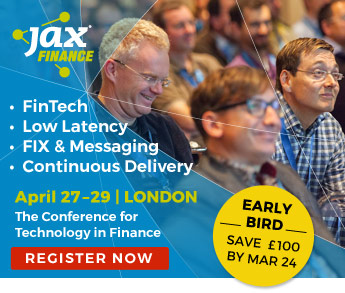 JAX
FINANCE
• FinTech
• Low Latency
• FIX & Messaging
• Continuous Delivery
April 27–29 | LONDON
The Conference for
Technology in Finance
REGISTER NOW
EARLY
BIRD
SAVE £100
BY MAR 24